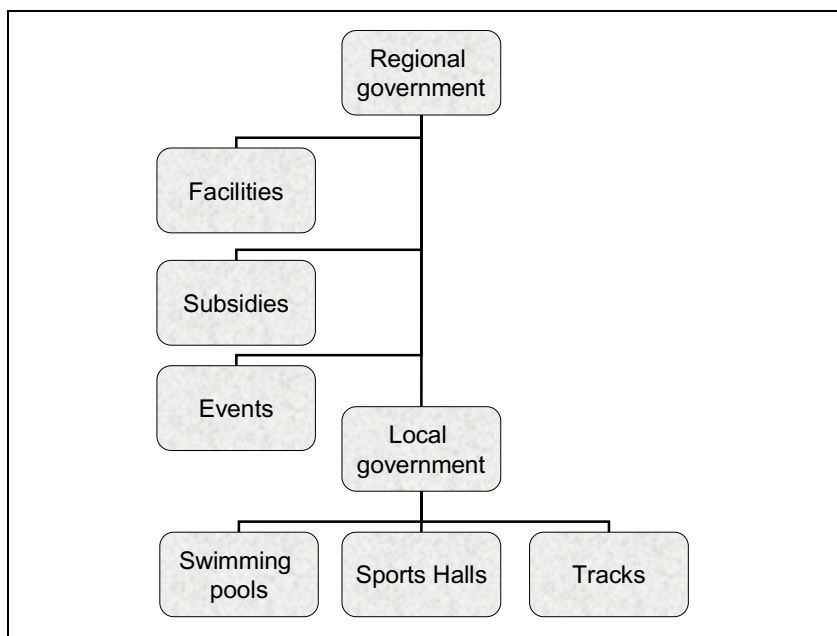 Regional
government
Facilities
Subsidies
Events
Local
government
Swimming
pools
Sports Halls
Tracks